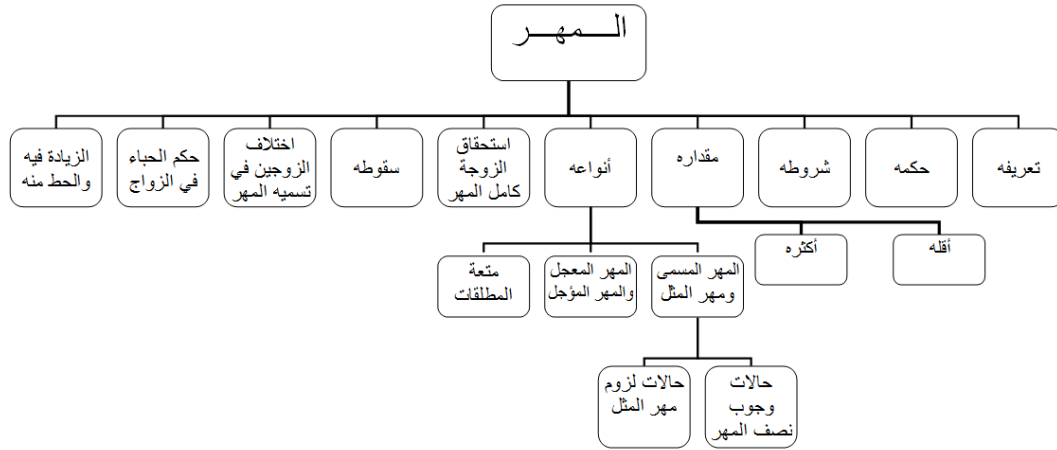 الـــمهـــر
تعريفه
حكمه
شروطه
مقداره
أنواعه
استحقاق
الزوجة
كامل المهر
سقوطه
اختلاف
الزوجين في
تسميه المهر
حكم الحباء
في الزواج
الزيادة فيه
والحط منه
أقله
أكثره
المهر المسمى
ومهر المثل
المهر المعجل
والمهر المؤجل
متعة
المطلقات
حالات
وجوب
نصف المهر
حالات لزوم
مهر المثل